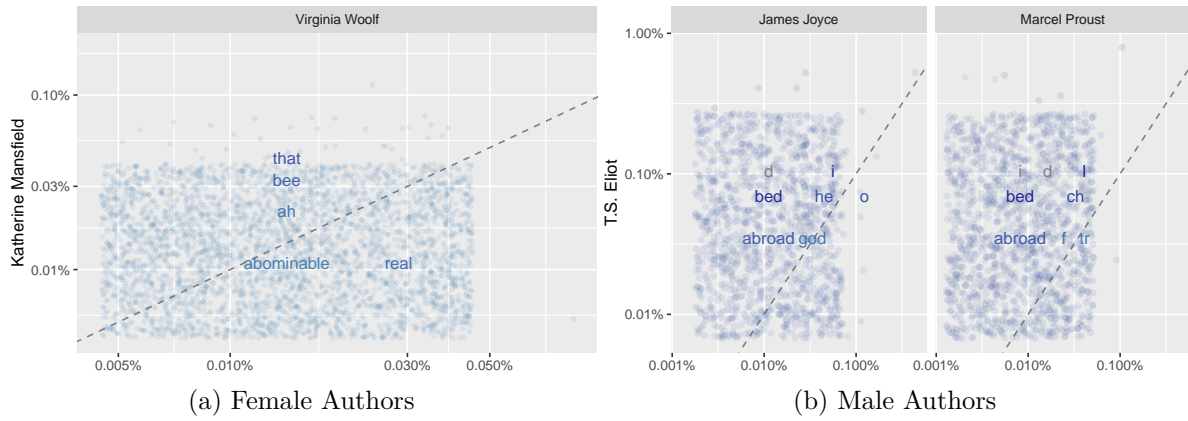 Virginia Woolf
Katherine Mansfield
0.10%
0.03%
0.01%
that
bee
ah
abominable real
0.005% 0.010% 0.030% 0.050%
(a) Female Authors
James Joyce Marcel Proust
T.S. Eliot
1.00%
0.10%
0.01%
d i
bed he o
abroad god
i d l
bed ch
abroad f tr
0.001% 0.010% 0.100% 0.001% 0.010% 0.100%
(b) Male Authors